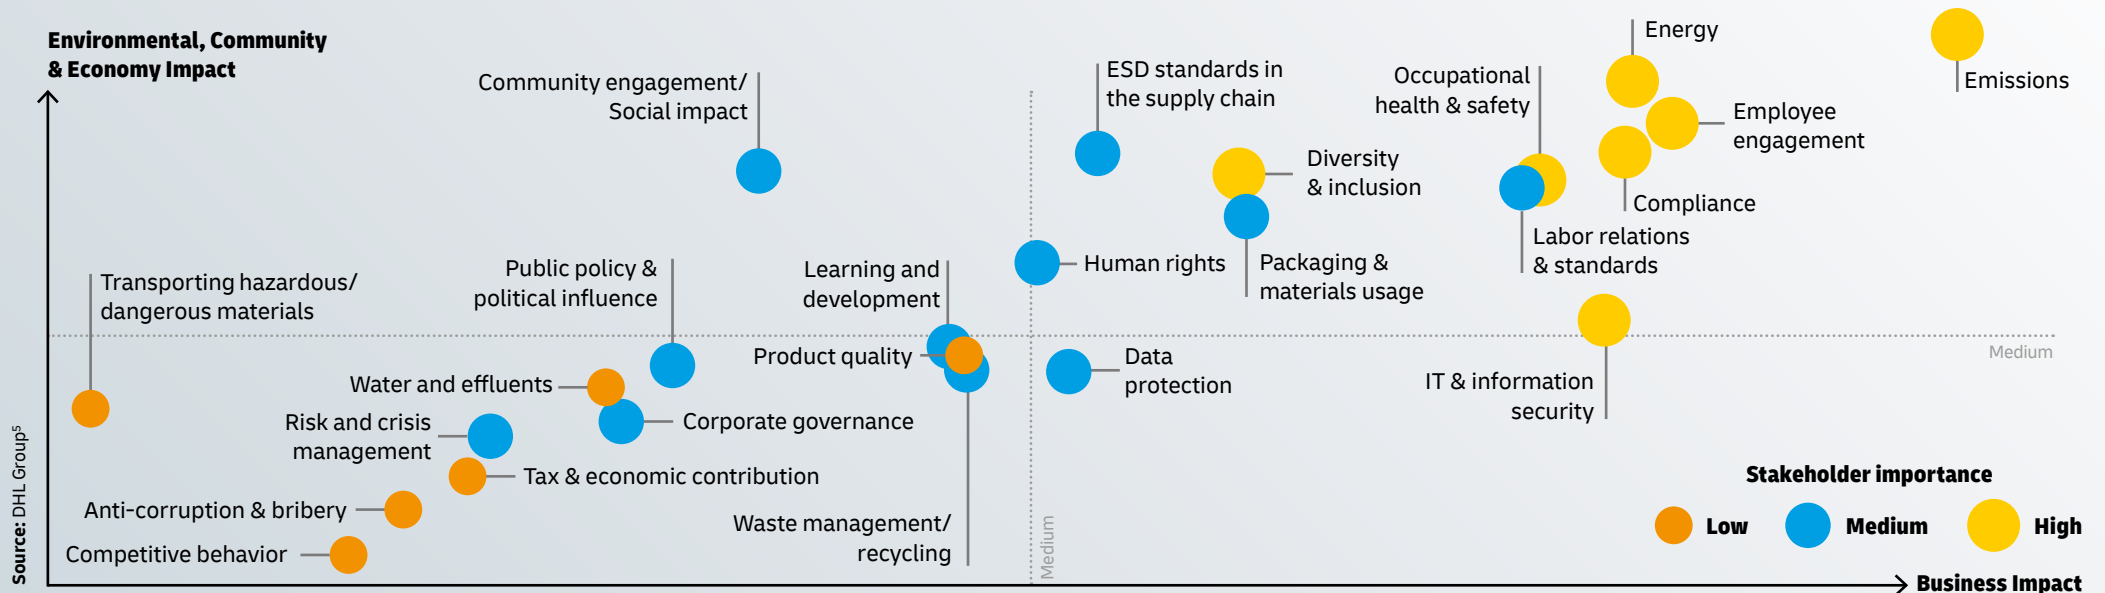 Environmental, Community
& Economy Impact
Energy
Emissions
Community engagement/
Social impact
ESD standards in
the supply chain
Occupational
health & safety
Employee
engagement
Diversity
& inclusion
Compliance
Labor relations
& standards
Transporting hazardous/
dangerous materials
Public policy &
political influence
Learning and
development
Human rights
Packaging &
materials usage
Medium
Product quality
Data
protection
Water and effluents
IT & information
security
Risk and crisis
management
Corporate governance
Tax & economic contribution
Anti-corruption & bribery
Waste management/
recycling
Competitive behavior
Medium
Stakeholder importance
Low
Medium
High
Business Impact
Source: DHL Group⁵